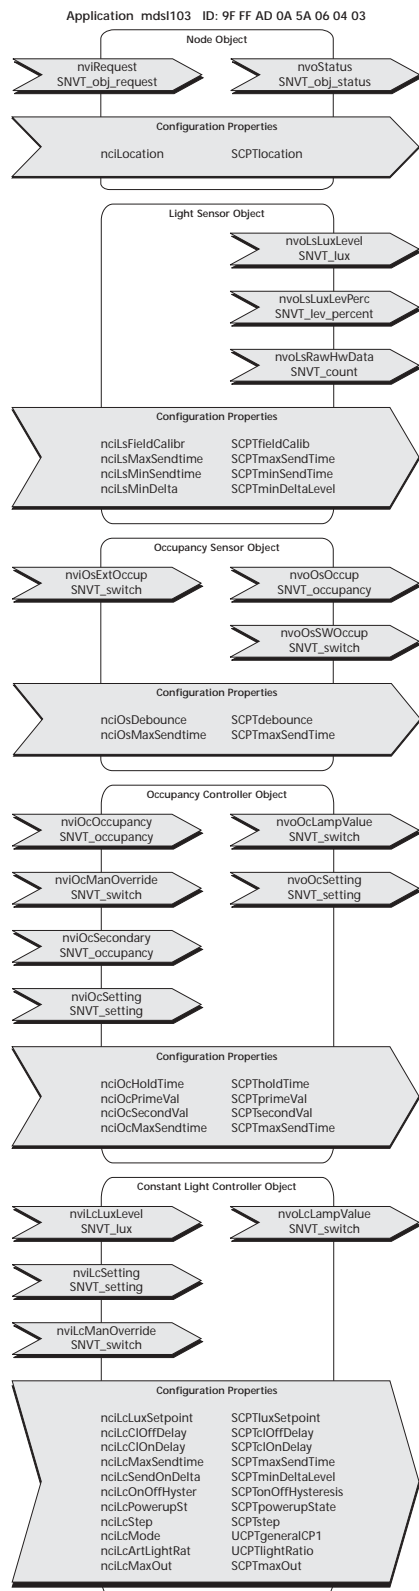 Application mdsl103 ID: 9F FF AD 0A 5A 06 04 03
Node Object
nviRequest
SNVT_obj_request
nvoStatus
SNVT_obj_status
Configuration Properties
nciLocation SCPTlocation
Light Sensor Object
nvoLsLuxLevel
SNVT_lux
nvoLsLuxLevPerc
SNVT_lev_percent
nvoLsRawHwData
SNVT_count
Configuration Properties
nciLsFieldCalibr SCPTfieldCalib
nciLsMaxSendtime SCPTmaxSendTime
nciLsMinSendtime SCPTminSendTime
nciLsMinDelta SCPTminDeltaLevel
Occupancy Sensor Object
nviOsExtOccup
SNVT_switch
nvoOsOccup
SNVT_occupancy
nvoOsSWOccup
SNVT_switch
Configuration Properties
nciOsDebounce SCPTdebounce
nciOsMaxSendtime SCPTmaxSendTime
Occupancy Controller Object
nviOcOccupancy
SNVT_occupancy
nvoOcLampValue
SNVT_switch
nviOcManOverride
SNVT_switch
nvoOcSetting
SNVT_setting
nviOcSecondary
SNVT_occupancy
nviOcSetting
SNVT_setting
Configuration Properties
nciOcHoldTime SCPTholdTime
nciOcPrimeVal SCPTprimeVal
nciOcSecondVal SCPTsecondVal
nciOcMaxSendtime SCPTmaxSendTime
Constant Light Controller Object
nviLcLuxLevel
SNVT_lux
nvoLcLampValue
SNVT_switch
nviLcSetting
SNVT_setting
nviLcManOverride
SNVT_switch
Configuration Properties
nciLcLuxSetpoint SCPTluxSetpoint
nciLcClOffDelay SCPTclOffDelay
nciLcClOnDelay SCPTclOnDelay
nciLcMaxSendtime SCPTmaxSendTime
nciLcSendOnDelta SCPTminDeltaLevel
nciLcOnOffHyster SCPTonOffHysteresis
nciLcPowerupSt SCPTpowerupState
nciLcStep SCPTstep
nciLcMode UCPTgeneralCP1
nciLcArtLightRat UCPTlightRatio
nciLcMaxOut SCPTmaxOut